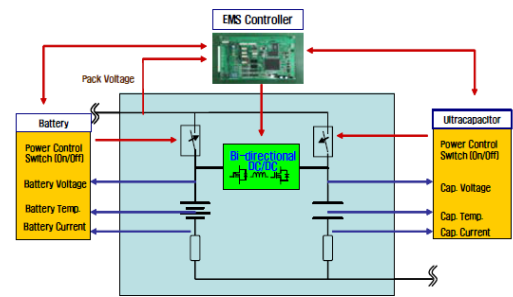 EMS Controller
Pack Voltage
Battery
Power Control
Switch (On/Off)
Battery Voltage
Battery Temp.
Battery Current
Bi-directional
DC/DC
Ultracapacitor
Power Control
Switch (On/Off)
Cap. Voltage
Cap. Temp.
Cap. Current